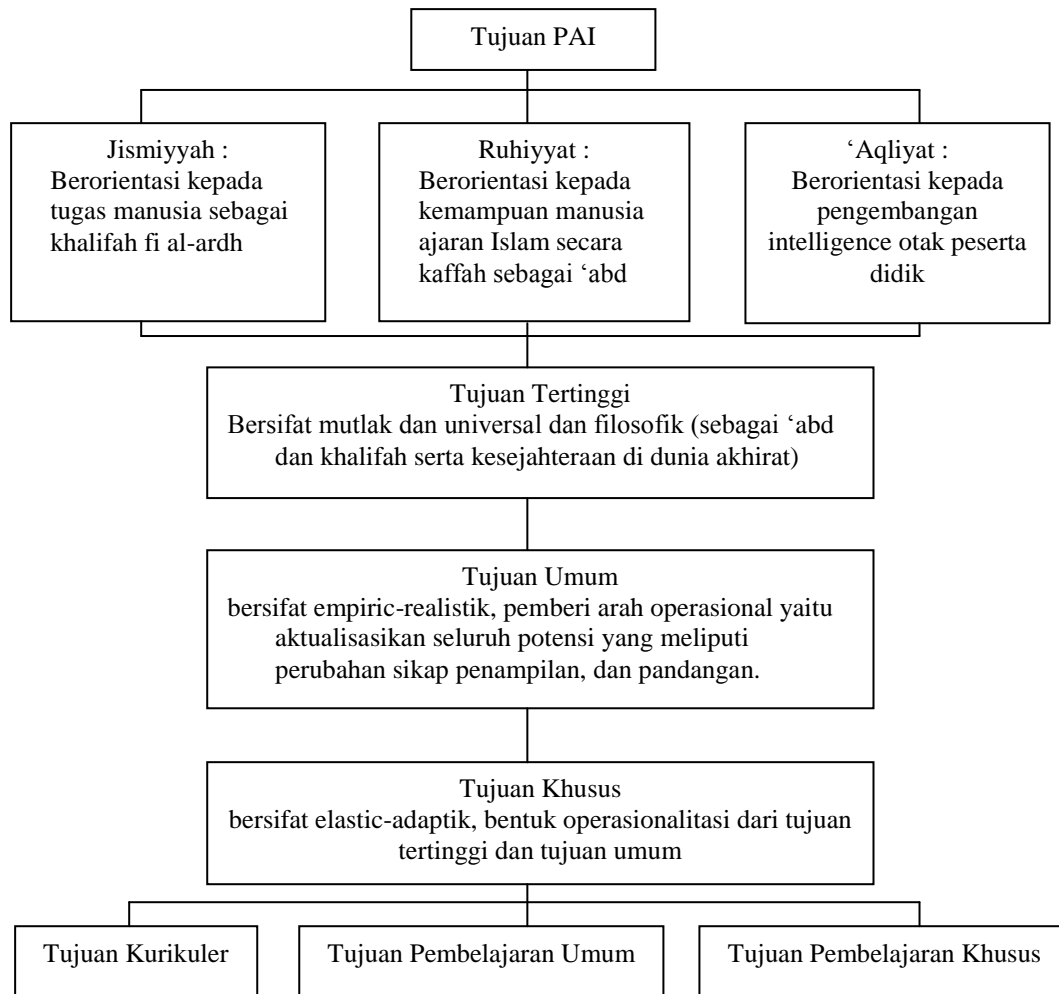 Tujuan PAI
Jismiyyah :
Berorientasi kepada
tugas manusia sebagai
khalifah fi al-ardh
Ruhiyyat :
Berorientasi kepada
kemampuan manusia
ajaran Islam secara
kaffah sebagai ‘abd
‘Aqliyat :
Berorientasi kepada
pengembangan
intelligence otak peserta
didik
Tujuan Tertinggi
Bersifat mutlak dan universal dan filosofik (sebagai ‘abd
dan khalifah serta kesejahteraan di dunia akhirat)
Tujuan Umum
bersifat empiric-realistik, pemberi arah operasional yaitu
aktualisasikan seluruh potensi yang meliputi
perubahan sikap penampilan, dan pandangan.
Tujuan Khusus
bersifat elastic-adaptik, bentuk operasionalitasi dari tujuan
tertinggi dan tujuan umum
Tujuan Kurikuler
Tujuan Pembelajaran Umum
Tujuan Pembelajaran Khusus